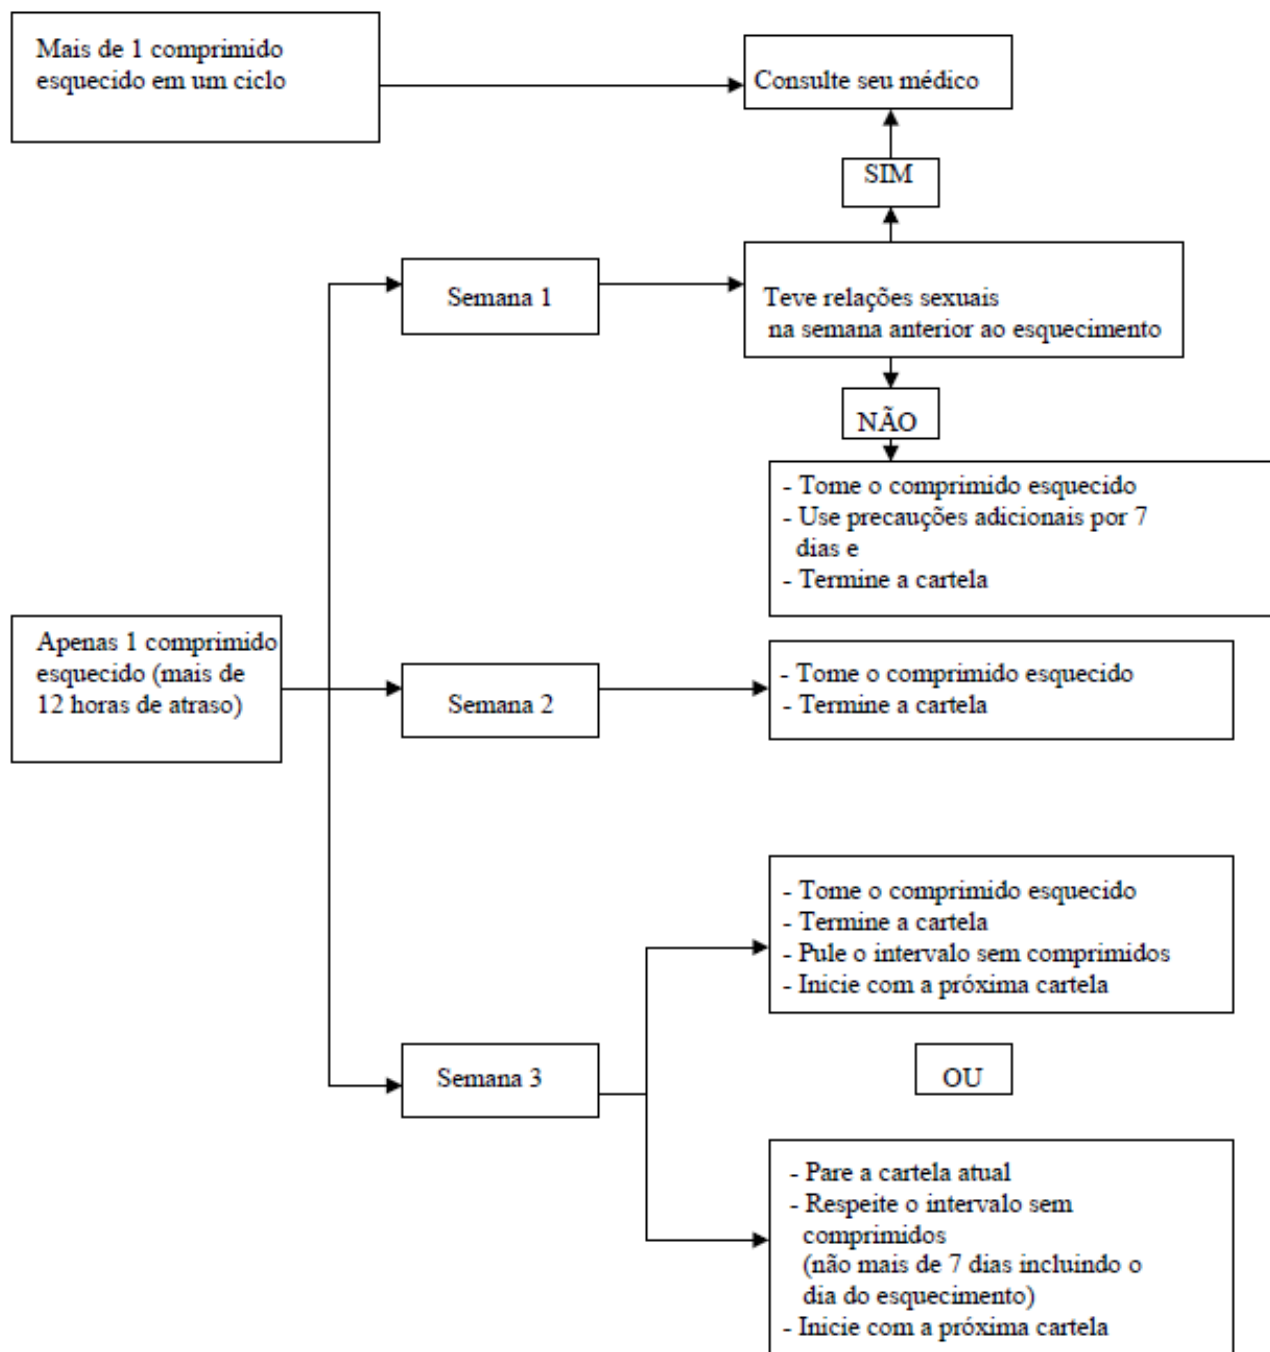 Mais de 1 comprimido
esquecido em um ciclo
Consulte seu médico
SIM
Semana 1
Teve relações sexuais
na semana anterior ao esquecimento
NÃO
- Tome o comprimido esquecido
- Use precauções adicionais por 7
dias e
- Termine a cartela
Apenas 1 comprimido
esquecido (mais de
12 horas de atraso)
Semana 2
- Tome o comprimido esquecido
- Termine a cartela
Semana 3
- Tome o comprimido esquecido
- Termine a cartela
- Pule o intervalo sem comprimidos
- Inicie com a próxima cartela
OU
- Pare a cartela atual
- Respeite o intervalo sem
comprimidos
(não mais de 7 dias incluindo o
dia do esquecimento)
- Inicie com a próxima cartela